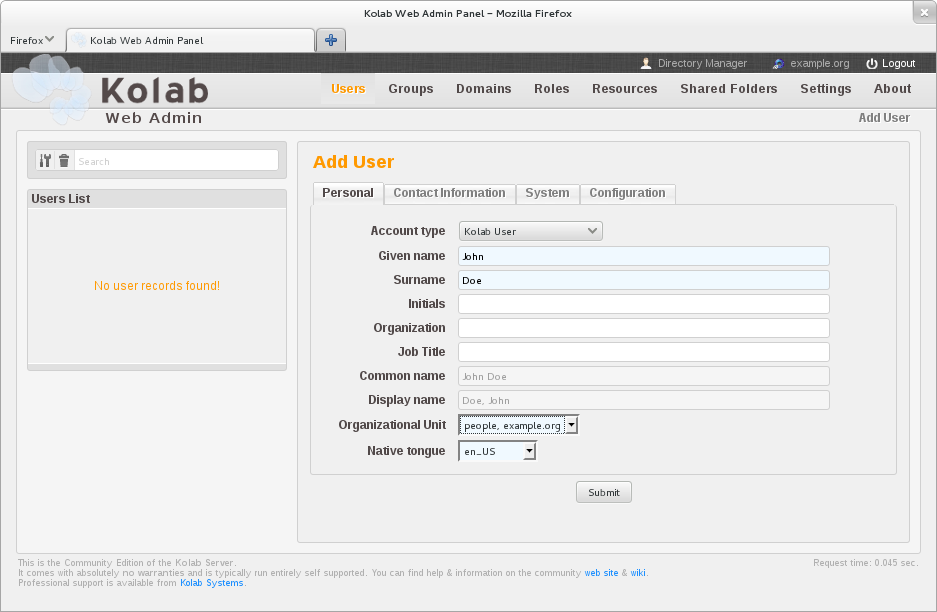 Kolab Web Admin Panel - Mozilla Firefox
Firefox
Kolab Web Admin Panel
Directory Manager example.org Logout
Kolab
Web Admin
Users Groups Domains Roles Resources Shared Folders Settings About
Add User
Search
Users List
No user records found!
Add User
Personal Contact Information System Configuration
Account type Kolab User
Given name John
Surname Doe
Initials
Organization
Job Title
Common name John Doe
Display name Doe, John
Organizational Unit people, example.org
Native tongue en_US
Submit
This is the Community Edition of the Kolab Server.
It comes with absolutely no warranties and is typically run entirely self supported. You can find help & information on the community web site & wiki.
Professional support is available from Kolab Systems.
Request time: 0.045 sec.